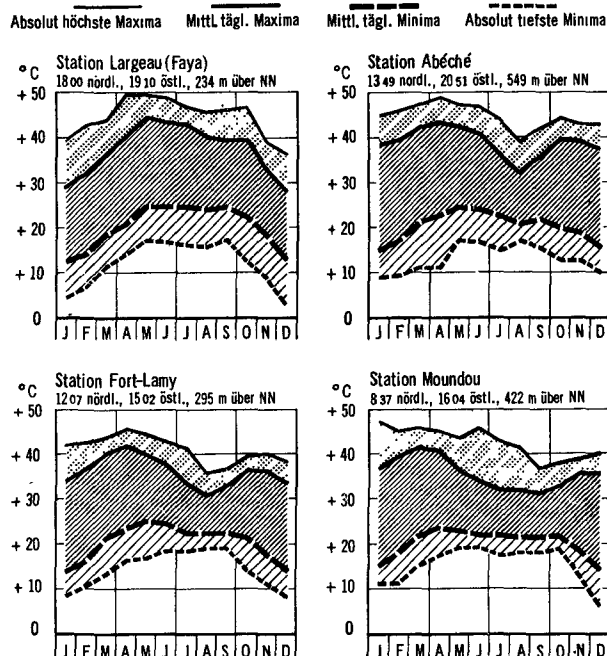 Absolut höchste Maxima Mittl. tägl. Maxima Mittl. tägl. Minima Absolut tiefste Minima
°C Station Largeau (Faya)
18 00 nördl., 19 10 östl., 234 m über NN
+ 50
+ 40
+ 30
+ 20
+ 10
0
J F M A M J J A S O N D
°C Station Abéché
13 49 nördl., 20 51 östl., 549 m über NN
+ 50
+ 40
+ 30
+ 20
+ 10
0
J F M A M J J A S O N D
°C Station Fort-Lamy
12 07 nördl., 15 02 östl., 295 m über NN
+ 50
+ 40
+ 30
+ 20
+ 10
0
J F M A M J J A S O N D
°C Station Moundou
8 37 nördl., 16 04 östl., 422 m über NN
+ 50
+ 40
+ 30
+ 20
+ 10
0
J F M A M J J A S O N D